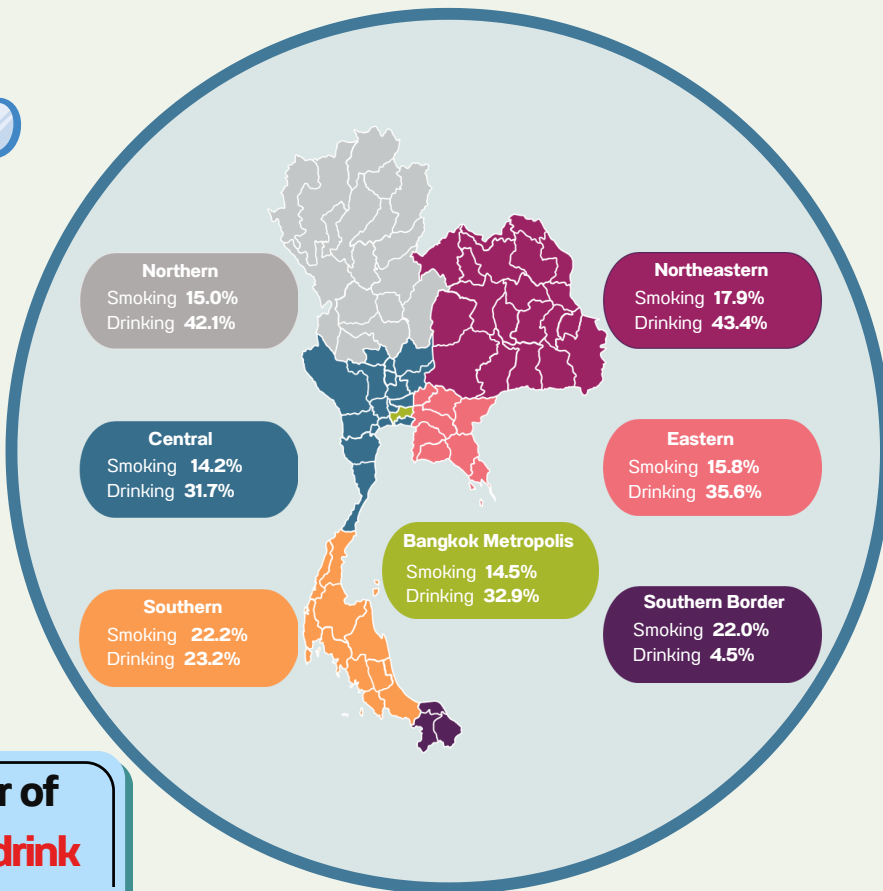 Northern
Smoking 15.0%
Drinking 42.1%
Northeastern
Smoking 17.9%
Drinking 43.4%
Central
Smoking 14.2%
Drinking 31.7%
Eastern
Smoking 15.8%
Drinking 35.6%
Bangkok Metropolis
Smoking 14.5%
Drinking 32.9%
Southern
Smoking 22.2%
Drinking 23.2%
Southern Border
Smoking 22.0%
Drinking 4.5%
r of
drink